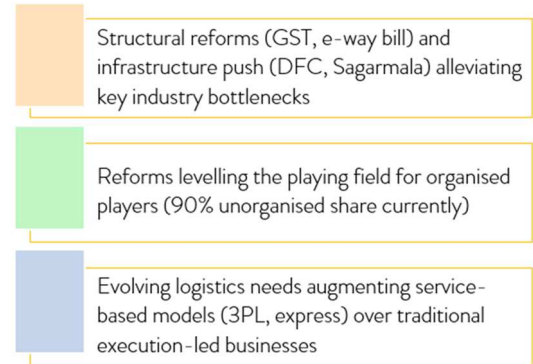 Structural reforms (GST, e-way bill) and
infrastructure push (DFC, Sagarmala) alleviating
key industry bottlenecks
Reforms levelling the playing field for organised
players (90% unorganised share currently)
Evolving logistics needs augmenting service-
based models (3PL, express) over traditional
execution-led businesses